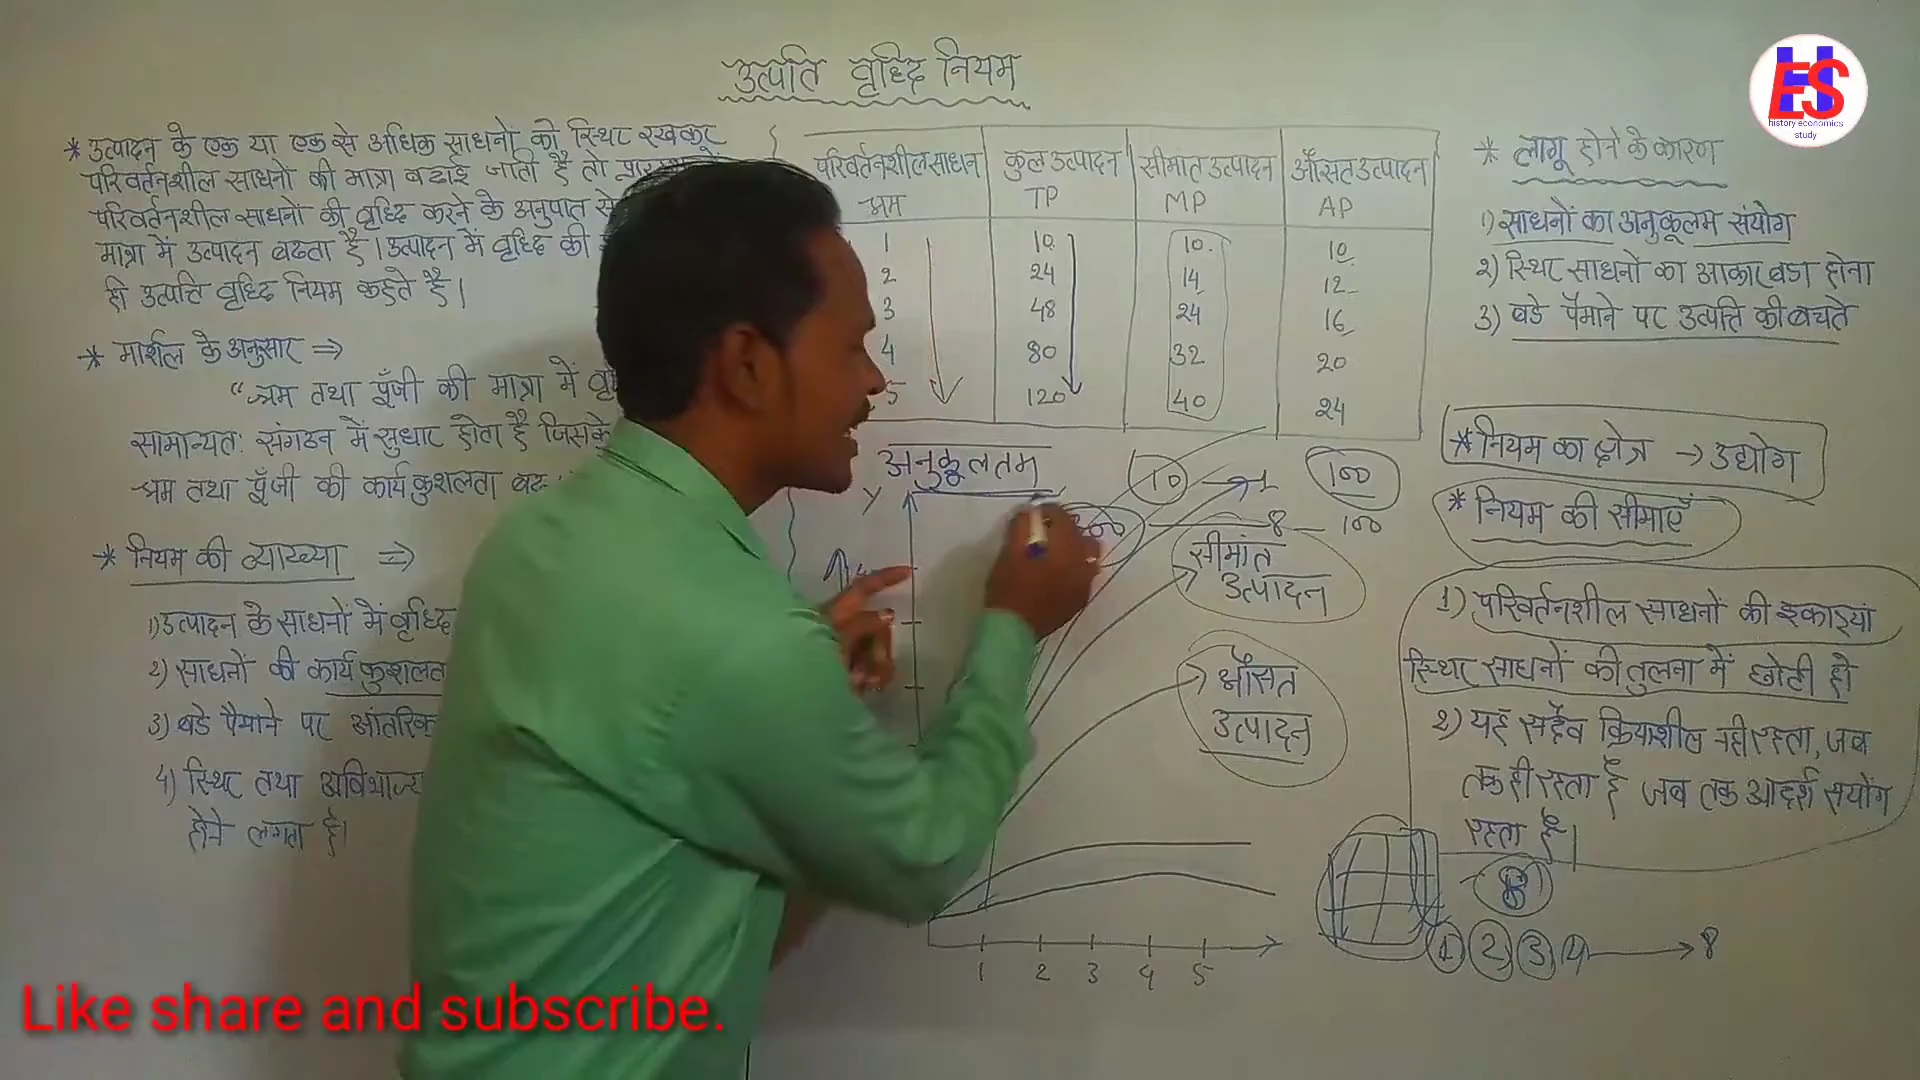 उत्पति वृध्दि नियम
* उत्पादन के एक या एक से अधिक साधनों को स्थिर रखकर
परिवर्तनशील साधनों की मात्रा बढाई जाती है तो
परिवर्तनशील साधनों की वृध्दि करने के अनुपात से
मात्रा में उत्पादन बढता है । उत्पादन में वृध्दि की
ही उत्पत्ति वृध्दि नियम कहते है ।
* मार्शल के अनुसार ⇒
“श्रम तथा पूँजी की मात्रा में
सामान्यतः संगठन में सुधार होता है जिसके
श्रम तथा पूँजी की कार्यकुशलता
* नियम की व्याख्या ⇒
1) उत्पादन के साधनों में वृध्दि
2) साधनों की कार्य
3) बडे पैमाने पर आंतरिक
4) स्थिर तथा
होने लगता है।
परिवर्तनशील साधन कुल उत्पादन सीमांत उत्पादन औसत उत्पादन
श्रम TP MP AP
1 10 10 10
2 24 14 12
3 48 24 16
4 80 32 20
5 120 40 24
अनुकूलतम 10 1 100
Y
8 100
सीमांत
उत्पादन
औसत
उत्पादन
1 2 3 4 5
* लागू होने के कारण
1) साधनों का अनुकूलम संयोग
2) स्थिर साधनों का आकार बडा होना
3) बडे पैमाने पर उत्पत्ति की बचते
* नियम का क्षेत्र → उद्योग
* नियम की सीमाएँ
1) परिवर्तनशील साधनों की इकाइयां
स्थिर साधनों की तुलना में छोटी हो
2) यह सदैव क्रियाशील नही रहता, जब
तक ही रहता है जब तक आदर्श सयोंग
रहता है।
1 2 3 4 → 8
HES
history economics
study
Like share and subscribe.